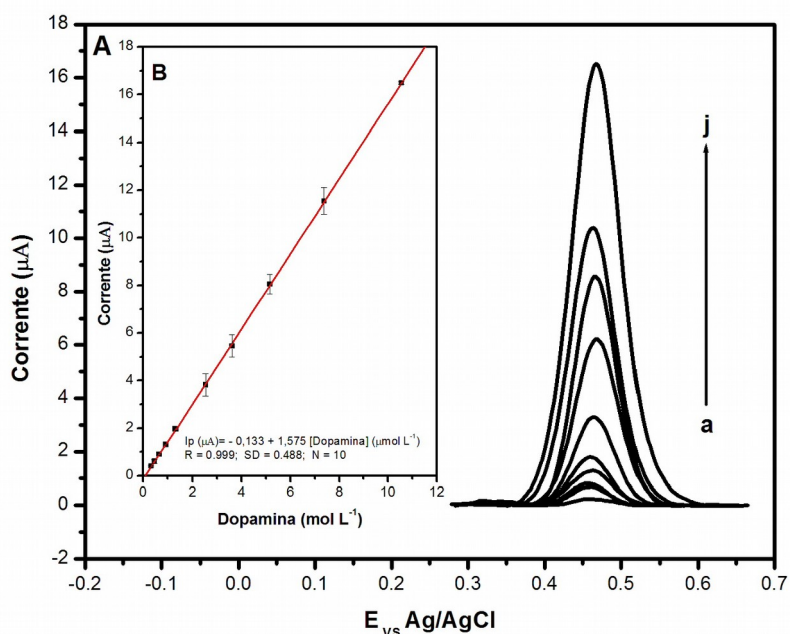 A
B
18
16
14
12
10
8
6
4
2
0
-2
Corrente (µA)
18
16
14
12
10
8
6
4
2
0
Corrente (µA)
Ip (µA)= - 0,133 + 1,575 [Dopamina] (µmol L⁻¹)
R = 0.999; SD = 0.488; N = 10
0 2 4 6 8 10 12
Dopamina (mol L⁻¹)
j
a
-0.2 -0.1 0.0 0.1 0.2 0.3 0.4 0.5 0.6 0.7
E vs Ag/AgCl